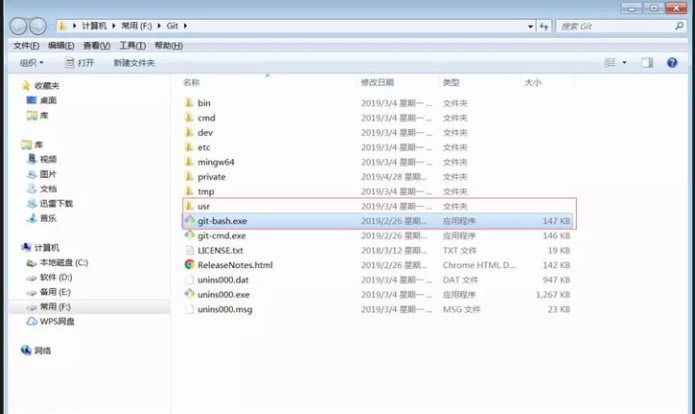 计算机 ▸ 常用 (F:) ▸ Git ▸
搜索 Git
文件(F) 编辑(E) 查看(V) 工具(T) 帮助(H)
组织 打开 新建文件夹
名称 修改日期 类型 大小
收藏夹
桌面
库
库
视频
图片
文档
迅雷下载
音乐
计算机
本地磁盘 (C:)
软件 (D:)
备用 (E:)
常用 (F:)
WPS网盘
网络
bin 2019/3/4 星期一 ... 文件夹
cmd 2019/3/4 星期一 ... 文件夹
dev 2019/3/4 星期一 ... 文件夹
etc 2019/3/4 星期一 ... 文件夹
mingw64 2019/3/4 星期一 ... 文件夹
private 2019/4/28 星期... 文件夹
tmp 2019/3/4 星期一 ... 文件夹
usr 2019/3/4 星期一 ... 文件夹
git-bash.exe 2019/2/26 星期... 应用程序 147 KB
git-cmd.exe 2019/2/26 星期... 应用程序 146 KB
LICENSE.txt 2018/3/12 星期... TXT 文件 19 KB
ReleaseNotes.html 2019/2/26 星期... Chrome HTML D... 142 KB
unins000.dat 2019/3/4 星期一 ... DAT 文件 947 KB
unins000.exe 2019/3/4 星期一 ... 应用程序 1,267 KB
unins000.msg 2019/3/4 星期一 ... MSG 文件 23 KB